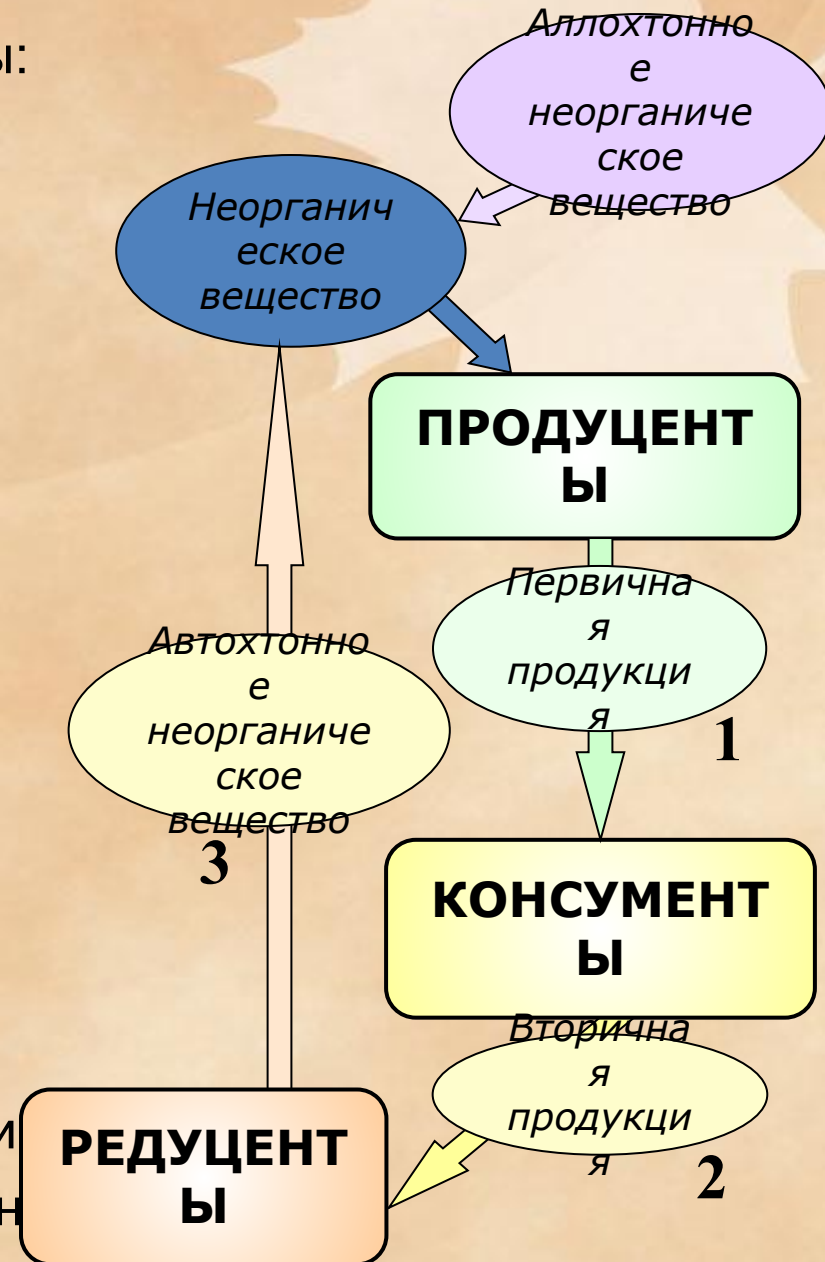 ы:
Аллохтонно
е
неорганиче
ское
вещество
Неорганич
еское
вещество
ПРОДУЦЕНТ
Ы
Первична
я
продукци
я
1
Автохтонно
е
неорганиче
ское
вещество
3
КОНСУМЕНТ
Ы
Вторична
я
продукци
я
2
и
РЕДУЦЕНТ
Ы
н